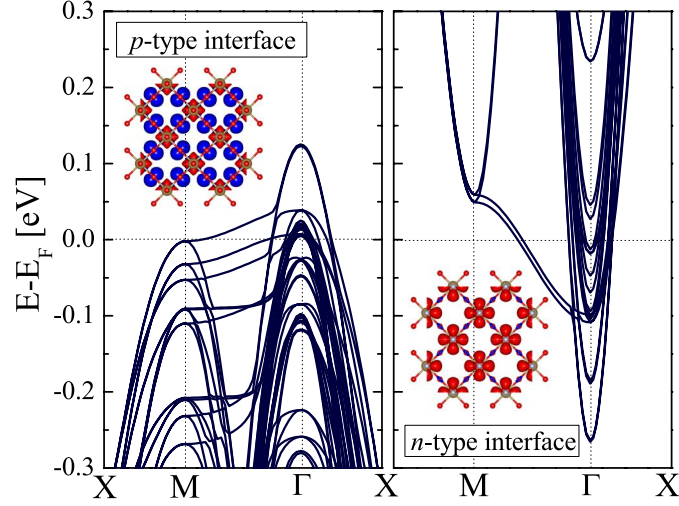 0.3
0.2
0.1
0.0
-0.1
-0.2
-0.3
E-E_F [eV]
p-type interface
n-type interface
X M Γ X
M Γ X